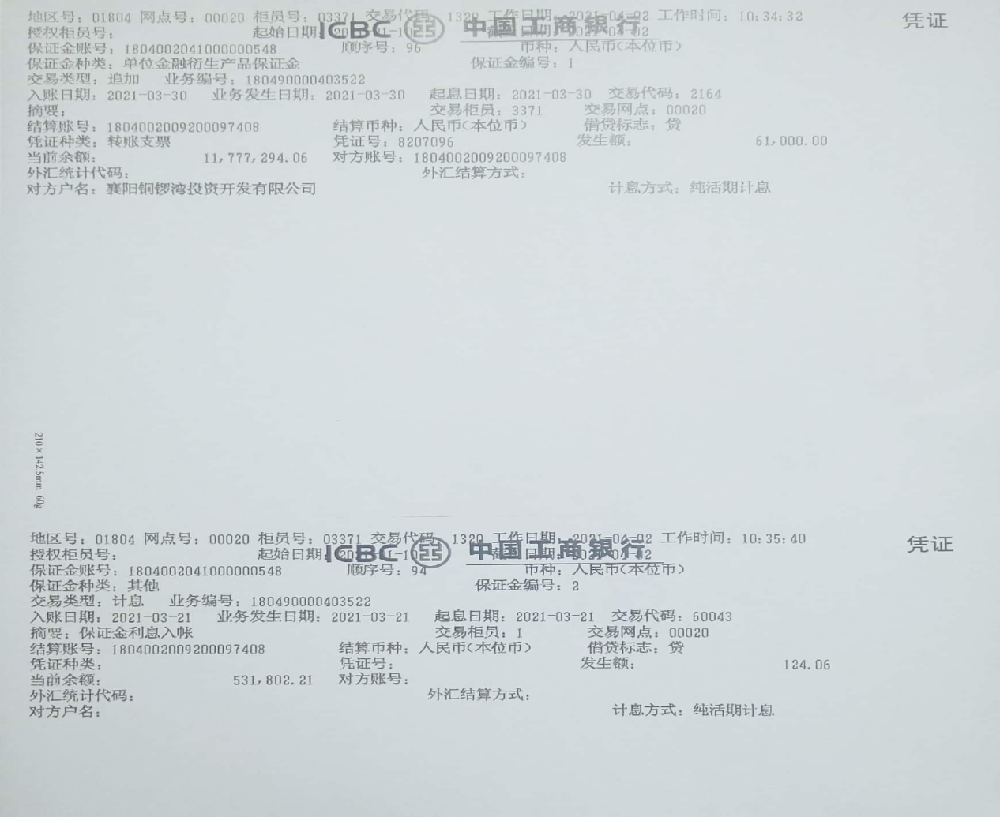 地区号：01804 网点号：00020 柜员号：03371 交易代码：1320 工作日期：2021-04-02 工作时间：10:34:32
ICBC 中国工商银行 凭证
授权柜员号： 起始日期
保证金账号：1804002041000000548 顺序号：96 币种：人民币(本位币)
保证金种类：单位金融衍生产品保证金 保证金编号：1
交易类型：追加 业务编号：180490000403522
入账日期：2021-03-30 业务发生日期：2021-03-30 起息日期：2021-03-30 交易代码：2164
摘要： 交易柜员：3371 交易网点：00020
结算账号：1804002009200097408 结算币种：人民币(本位币) 借贷标志：贷
凭证种类：转账支票 凭证号：8207096 发生额： 61,000.00
当前余额： 11,777,294.06 对方账号：1804002009200097408
外汇统计代码： 外汇结算方式：
对方户名：襄阳铜锣湾投资开发有限公司 计息方式：纯活期计息
210×142.5mm 60g
地区号：01804 网点号：00020 柜员号：03371 交易代码：1320 工作日期：2021-04-02 工作时间：10:35:40
ICBC 中国工商银行 凭证
授权柜员号： 起始日期
保证金账号：1804002041000000548 顺序号：94 币种：人民币(本位币)
保证金种类：其他 保证金编号：2
交易类型：计息 业务编号：180490000403522
入账日期：2021-03-21 业务发生日期：2021-03-21 起息日期：2021-03-21 交易代码：60043
摘要：保证金利息入帐 交易柜员：1 交易网点：00020
结算账号：1804002009200097408 结算币种：人民币(本位币) 借贷标志：贷
凭证种类： 凭证号： 发生额： 124.06
当前余额： 531,802.21 对方账号：
外汇统计代码： 外汇结算方式：
对方户名： 计息方式：纯活期计息